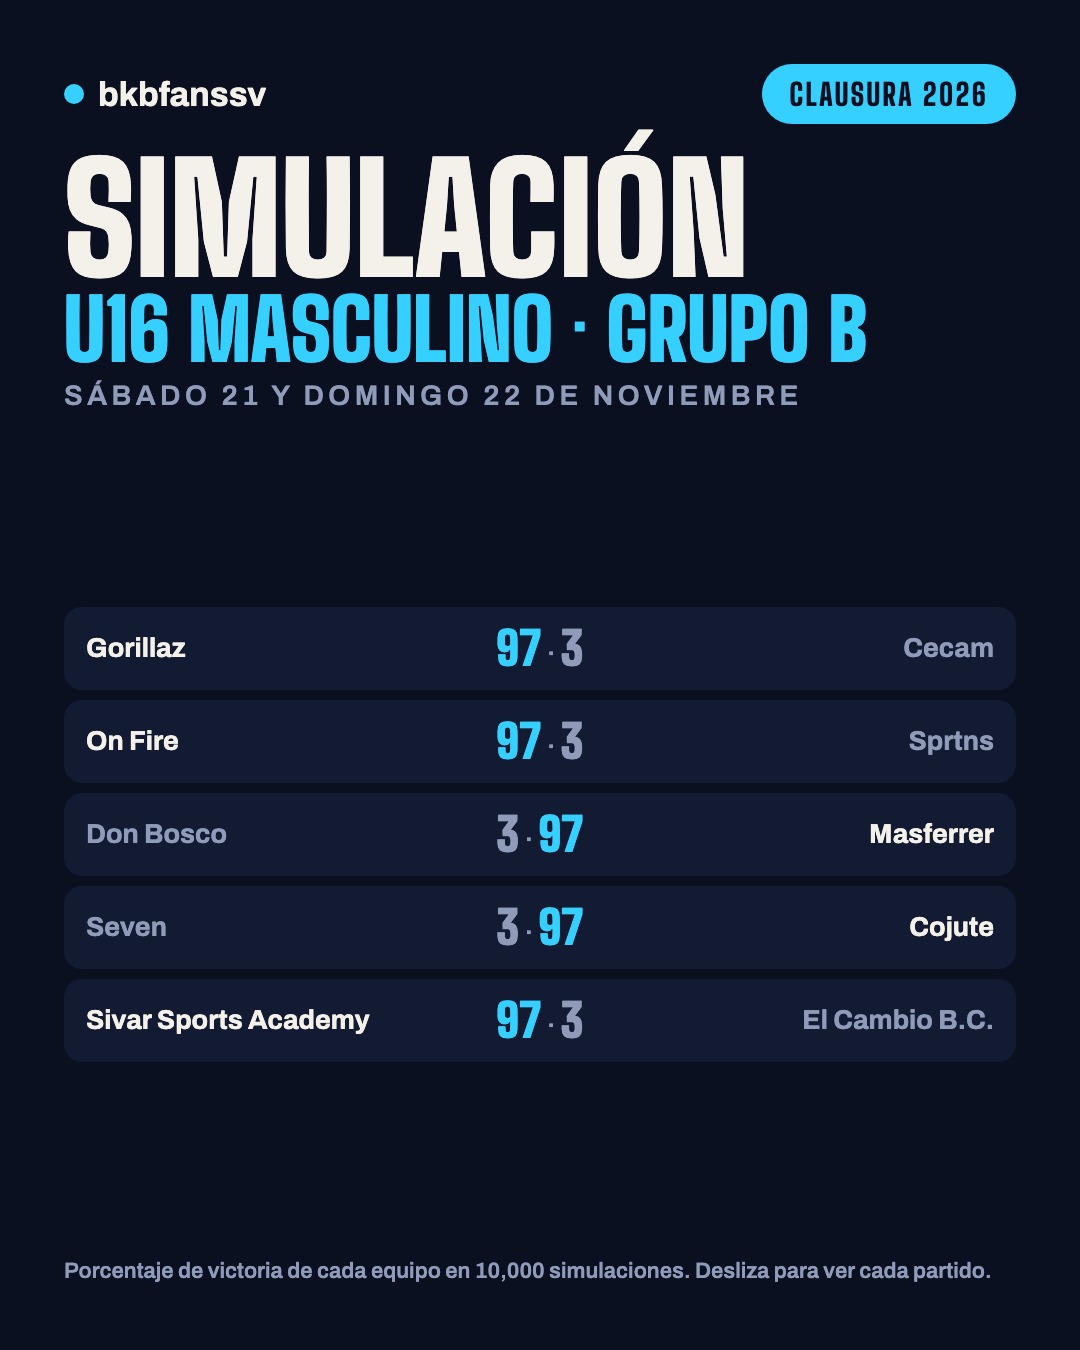 bkbfanssv
CLAUSURA 2026
SIMULACIÓN
U16 MASCULINO · GRUPO B
SÁBADO 21 Y DOMINGO 22 DE NOVIEMBRE
Gorillaz 97 · 3 Cecam
On Fire 97 · 3 Sprtns
Don Bosco 3 · 97 Masferrer
Seven 3 · 97 Cojute
Sivar Sports Academy 97 · 3 El Cambio B.C.
Porcentaje de victoria de cada equipo en 10,000 simulaciones. Desliza para ver cada partido.